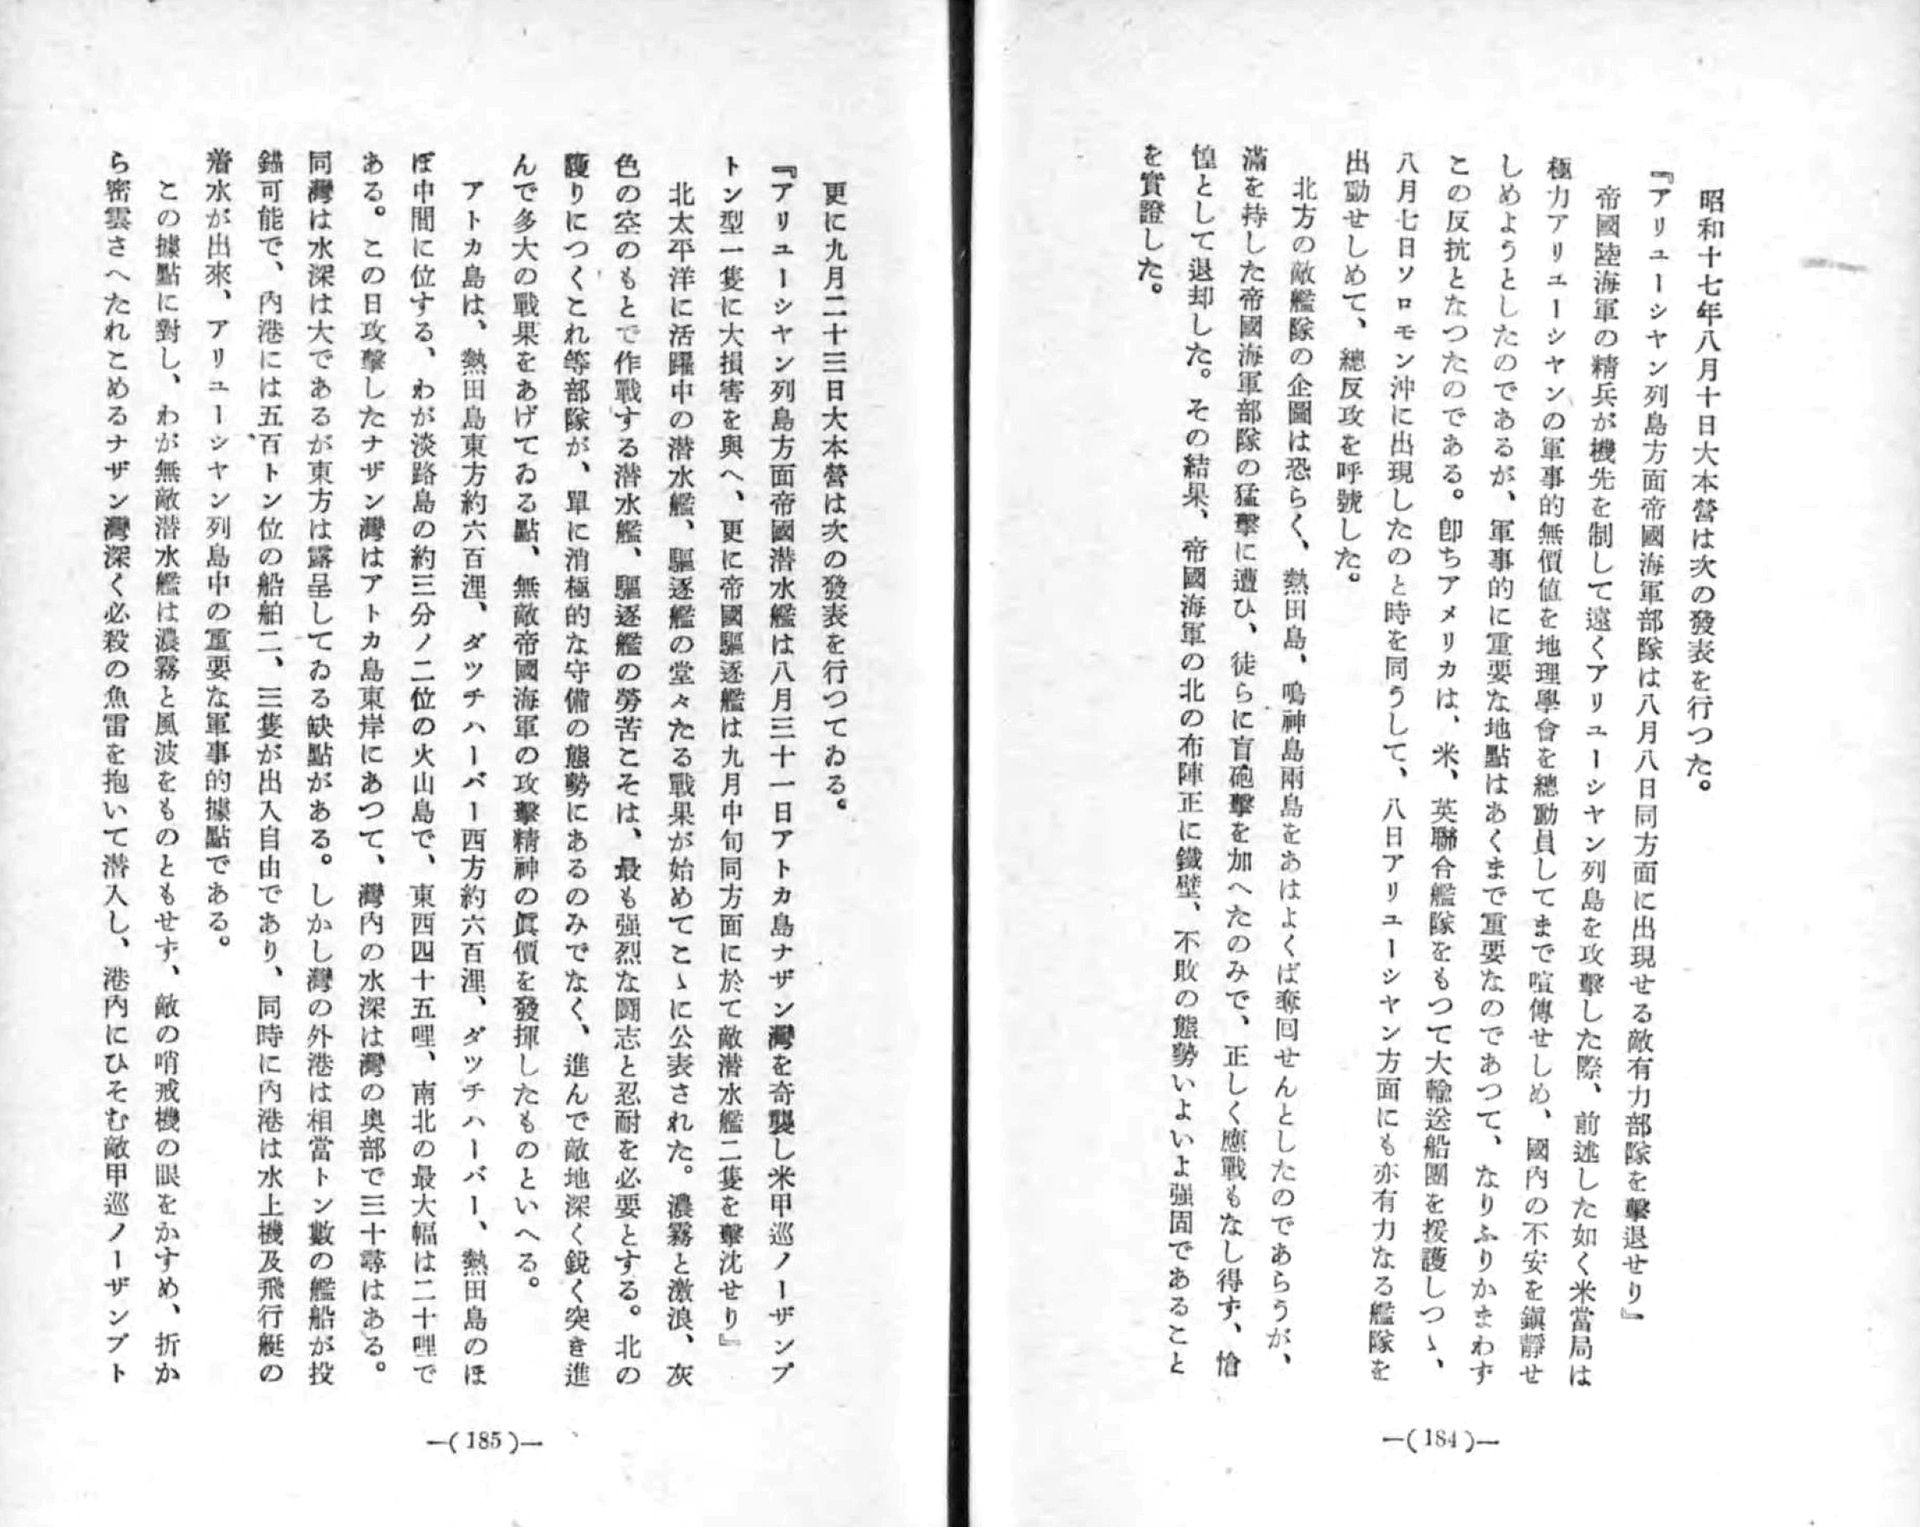 昭和十七年八月十日大本營は次の發表を行つた。
『アリユーシヤン列島方面帝國海軍部隊は八月八日同方面に出現せる敵有力部隊を擊退せり』
帝國陸海軍の精兵が機先を制して遠くアリユーシヤン列島を攻擊した際、前述した如く米當局は
極力アリユーシヤンの軍事的無價値を地理學會を總動員してまで喧傳せしめ、國內の不安を鎭靜せ
しめようとしたのであるが、軍事的に重要な地點はあくまで重要なのであつて、なりふりかまわず
この反抗となつたのである。卽ちアメリカは、米、英聯合艦隊をもつて大輸送船團を援護しつゝ、
八月七日ソロモン沖に出現したのと時を同うして、八日アリユーシヤン方面にも亦有力なる艦隊を
出動せしめて、總反攻を呼號した。
北方の敵艦隊の企圖は恐らく、熱田島、鳴神島兩島をあはよくば奪回せんとしたのであらうが、
滿を持した帝國海軍部隊の猛擊に遭ひ、徒らに盲砲擊を加へたのみで、正しく應戰もなし得ず、愴
惶として退却した。その結果、帝國海軍の北の布陣正に鐵壁、不敗の態勢いよいよ强固であること
を實證した。
—(184)—
更に九月二十三日大本營は次の發表を行つてゐる。
『アリユーシヤン列島方面帝國潜水艦は八月三十一日アトカ島ナザン灣を奇襲し米甲巡ノーザンプ
トン型一隻に大損害を與へ、更に帝國驅逐艦は九月中旬同方面に於て敵潜水艦二隻を擊沈せり』
北太平洋に活躍中の潜水艦、驅逐艦の堂々たる戰果が始めてこゝに公表された。濃霧と激浪、灰
色の空のもとで作戰する潜水艦、驅逐艦の勞苦こそは、最も强烈な鬪志と忍耐を必要とする。北の
護りにつくこれ等部隊が、單に消極的な守備の態勢にあるのみでなく、進んで敵地深く銳く突き進
んで多大の戰果をあげてゐる點、無敵帝國海軍の攻擊精神の眞價を發揮したものといへる。
アトカ島は、熱田島東方約六百浬、ダツチハーバー西方約六百浬、ダツチハーバー、熱田島のほ
ぼ中間に位する、わが淡路島の約三分ノ二位の火山島で、東西四十五哩、南北の最大幅は二十哩で
ある。この日攻擊したナザン灣はアトカ島東岸にあつて、灣內の水深は灣の奥部で三十尋はある。
同灣は水深は大であるが東方は露呈してゐる缺點がある。しかし灣の外港は相當トン數の艦船が投
錨可能で、內港には五百トン位の船舶二、三隻が出入自由であり、同時に內港は水上機及飛行艇の
着水が出來、アリユーシヤン列島中の重要な軍事的據點である。
この據點に對し、わが無敵潜水艦は濃霧と風波をものともせず、敵の哨戒機の眼をかすめ、折か
ら密雲さへたれこめるナザン灣深く必殺の魚雷を抱いて潜入し、港內にひそむ敵甲巡ノーザンプト
—(185)—